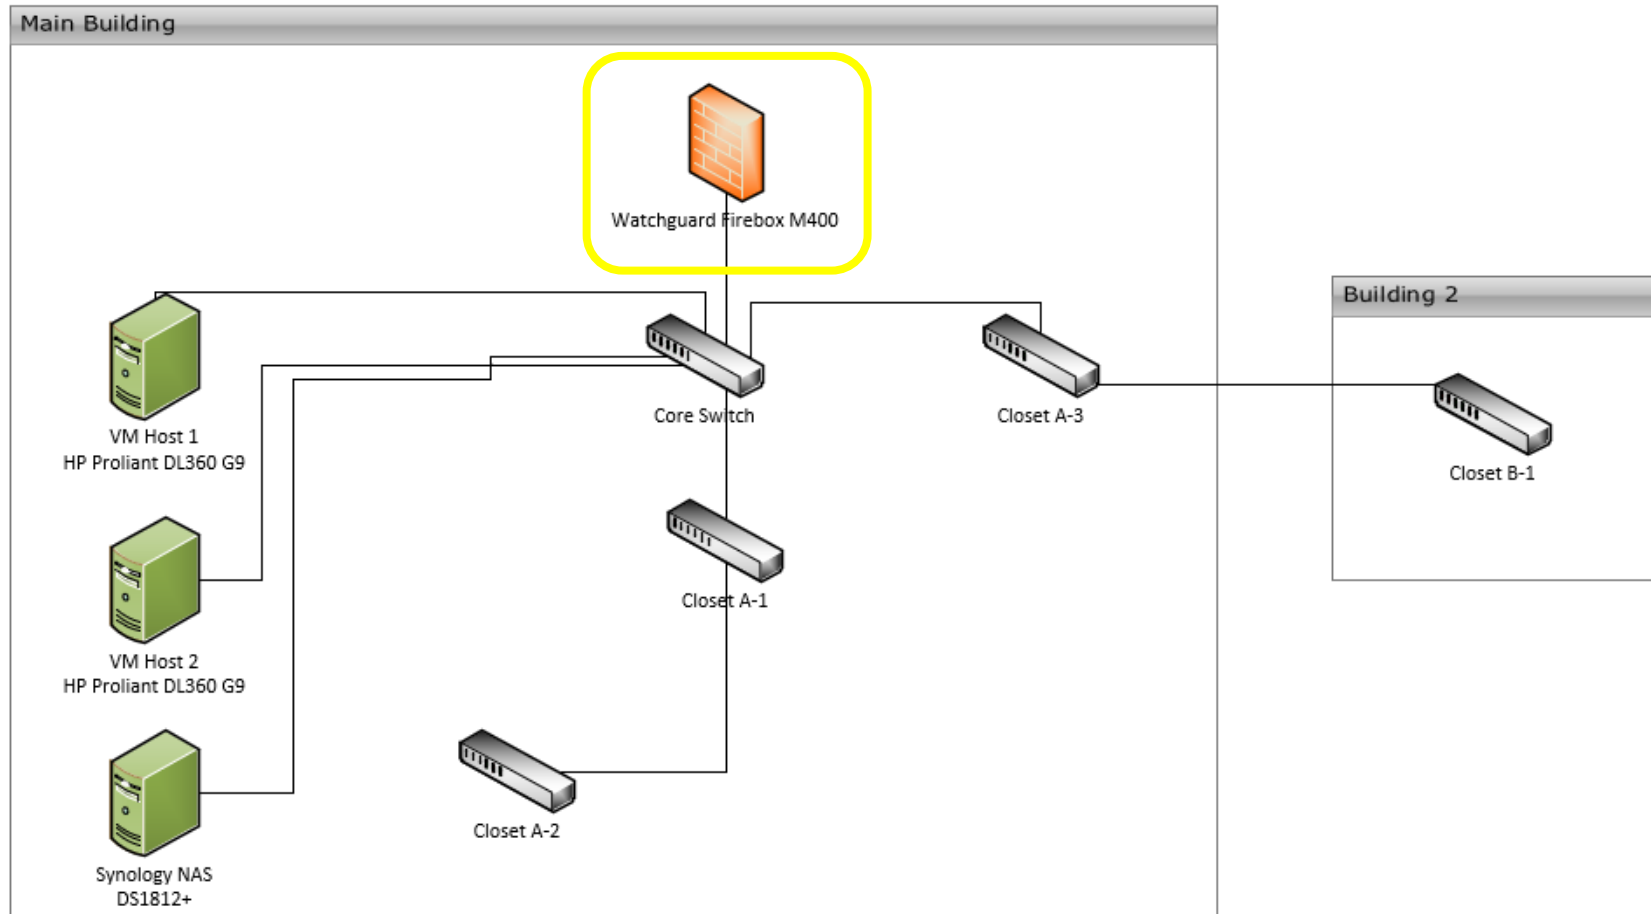 Main Building
Watchguard Firebox M400
Building 2
VM Host 1
HP Proliant DL360 G9
Core Switch
Closet A-3
Closet B-1
Closet A-1
VM Host 2
HP Proliant DL360 G9
Closet A-2
Synology NAS
DS1812+